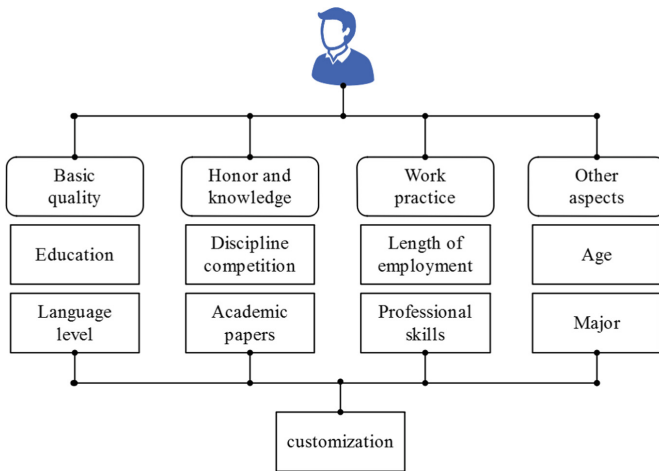 Basic
quality
Honor and
knowledge
Work
practice
Other
aspects
Education
Discipline
competition
Length of
employment
Age
Language
level
Academic
papers
Professional
skills
Major
customization